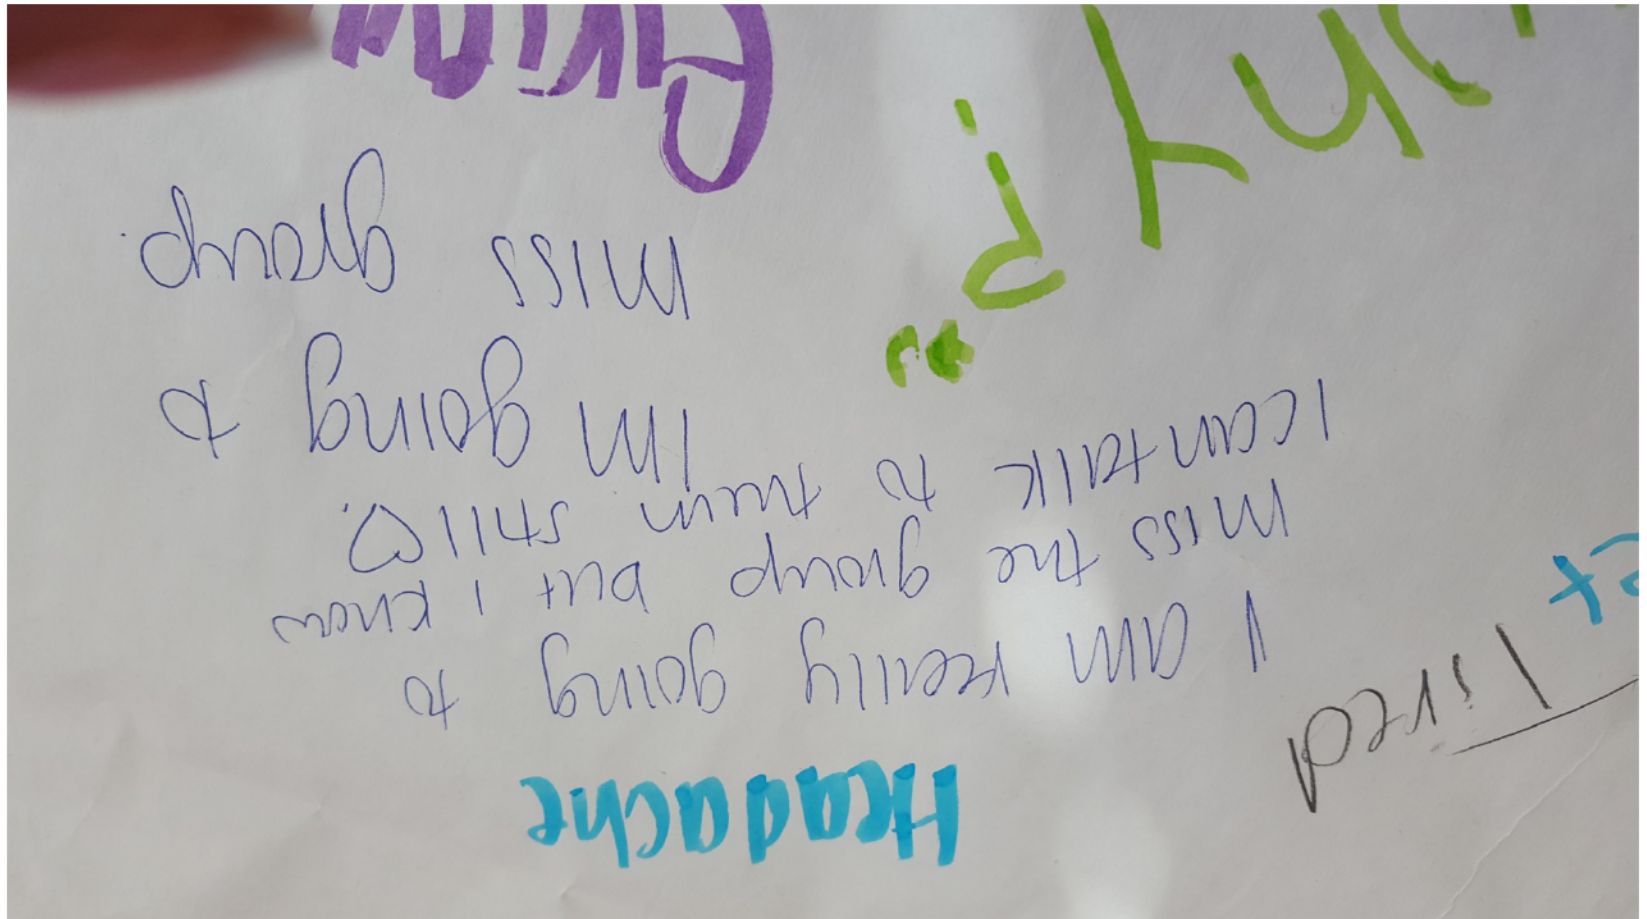 Headache
Tired
I am really going to
miss the group but I know
I can talk to them still ♡.
Im going to
miss group.